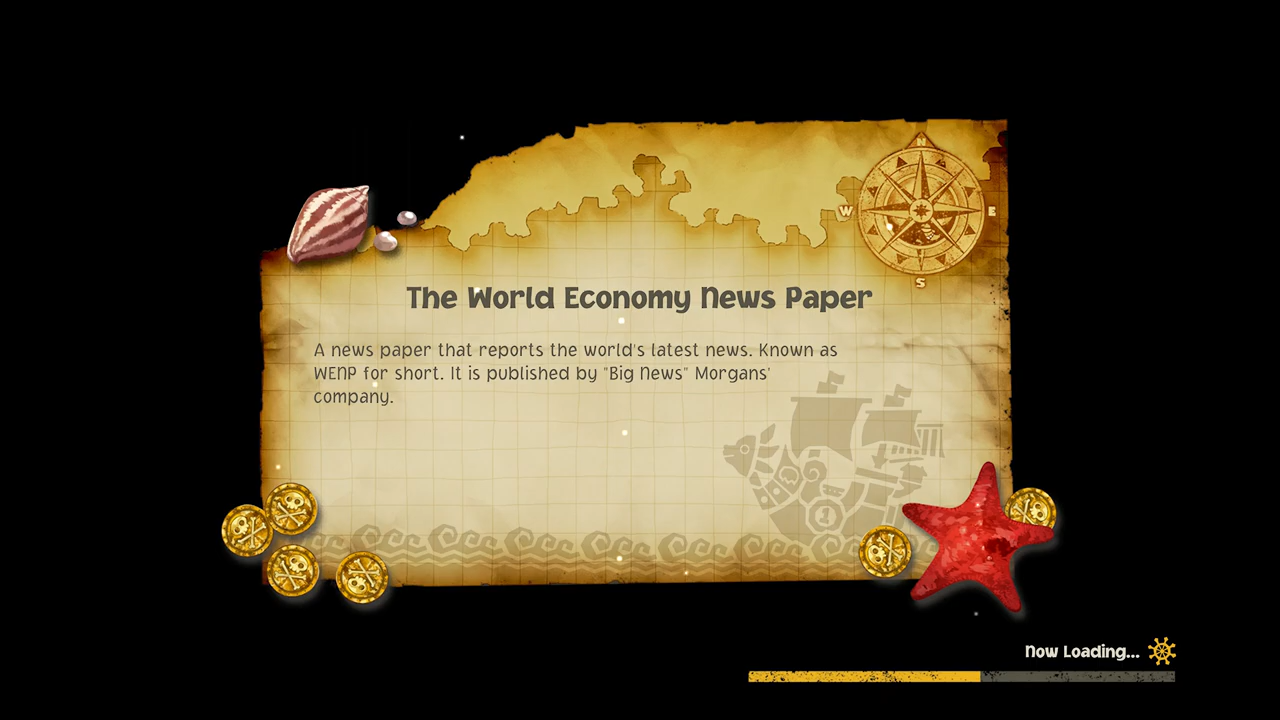 N
W E
S
The World Economy News Paper
A news paper that reports the world's latest news. Known as
WENP for short. It is published by "Big News" Morgans'
company.
1
Now Loading...